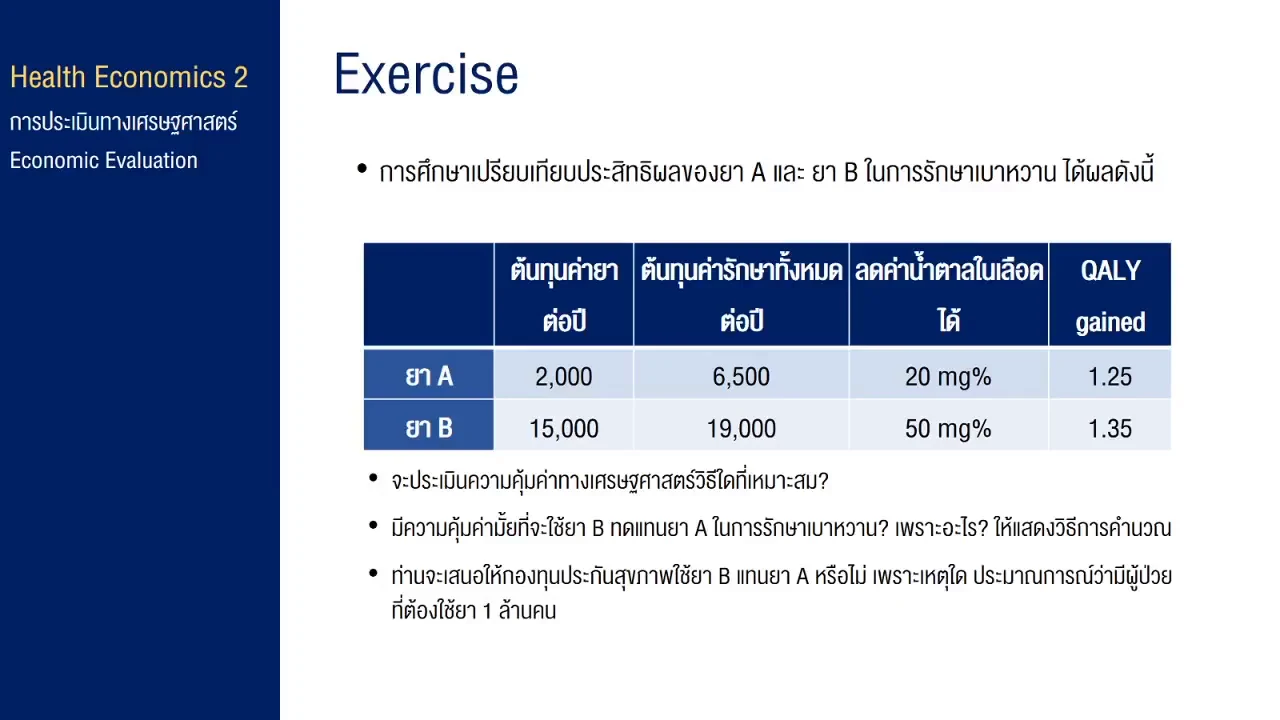 Health Economics 2
การประเมินทางเศรษฐศาสตร์
Economic Evaluation
Exercise
• การศึกษาเปรียบเทียบประสิทธิผลของยา A และ ยา B ในการรักษาเบาหวาน ได้ผลดังนี้
ต้นทุนค่ายา ต้นทุนค่ารักษาทั้งหมด ลดค่าน้ำตาลในเลือด QALY
ต่อปี ต่อปี ได้ gained
ยา A 2,000 6,500 20 mg% 1.25
ยา B 15,000 19,000 50 mg% 1.35
• จะประเมินความคุ้มค่าทางเศรษฐศาสตร์วิธีใดที่เหมาะสม?
• มีความคุ้มค่ามั้ยที่จะใช้ยา B ทดแทนยา A ในการรักษาเบาหวาน? เพราะอะไร? ให้แสดงวิธีการคำนวณ
• ท่านจะเสนอให้กองทุนประกันสุขภาพใช้ยา B แทนยา A หรือไม่ เพราะเหตุใด ประมาณการณ์ว่ามีผู้ป่วย
ที่ต้องใช้ยา 1 ล้านคน